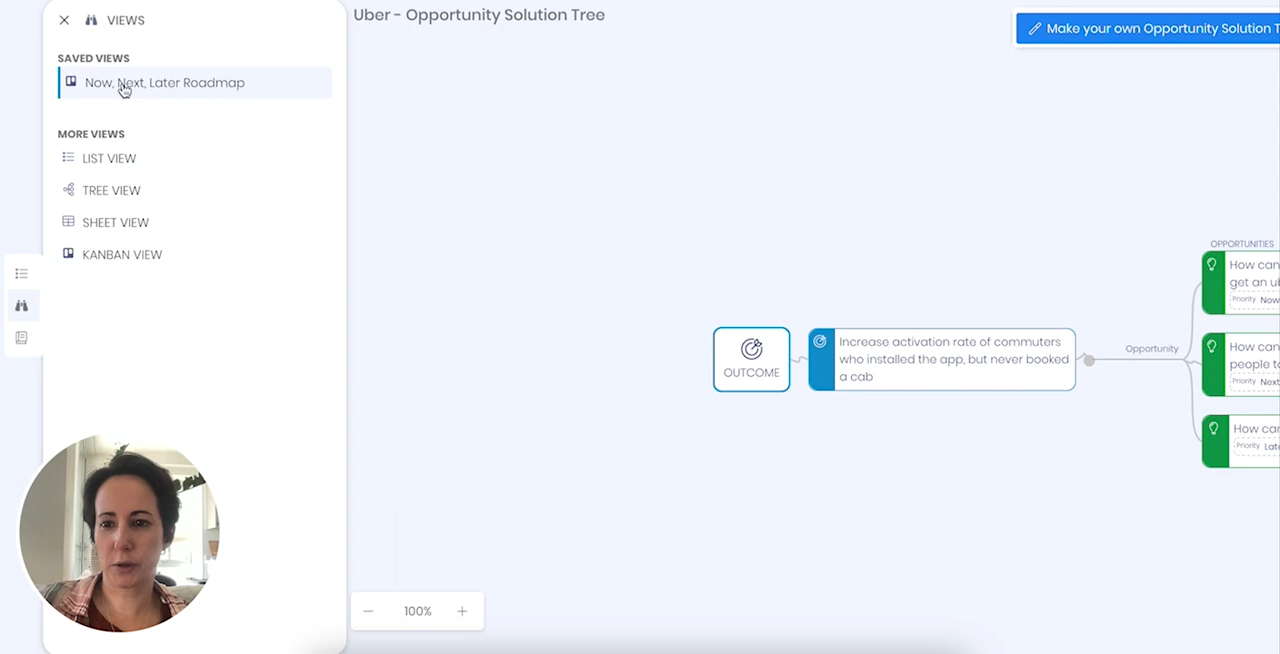 VIEWS
SAVED VIEWS
Now, Next, Later Roadmap
MORE VIEWS
LIST VIEW
TREE VIEW
SHEET VIEW
KANBAN VIEW
Uber - Opportunity Solution Tree
Make your own Opportunity Solution T
OUTCOME
Increase activation rate of commuters
who installed the app, but never booked
a cab
Opportunity
OPPORTUNITIES
How can
get an u
Priority Now
How can
people to
Priority Next
How can
Priority Late
100%